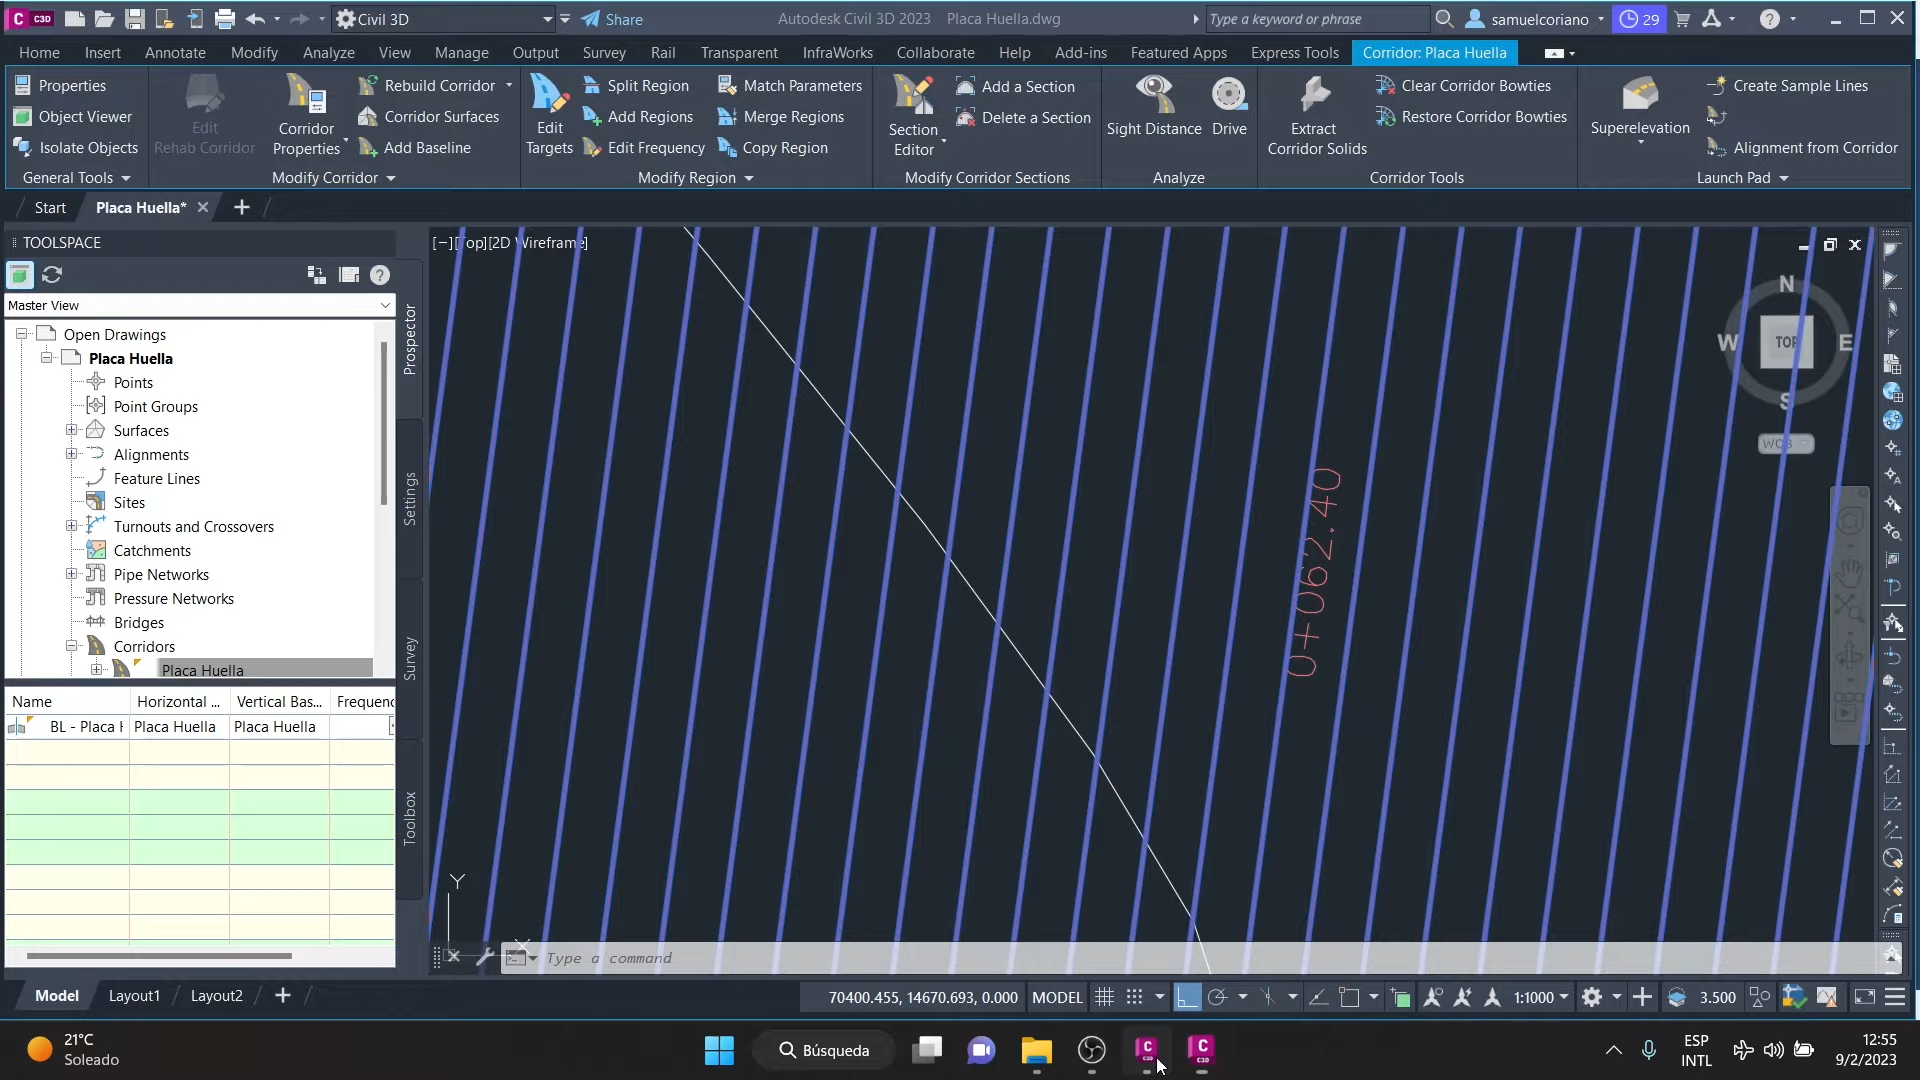 C3D
Civil 3D
Share
Autodesk Civil 3D 2023 Placa Huella.dwg
Type a keyword or phrase
samuelcoriano
29
Home Insert Annotate Modify Analyze View Manage Output Survey Rail Transparent InfraWorks Collaborate Help Add-ins Featured Apps Express Tools Corridor: Placa Huella
Properties
Object Viewer
Isolate Objects
General Tools
Edit
Rehab Corridor
Corridor
Properties
Rebuild Corridor
Corridor Surfaces
Add Baseline
Modify Corridor
Edit
Targets
Split Region
Add Regions
Edit Frequency
Match Parameters
Merge Regions
Copy Region
Modify Region
Section
Editor
Add a Section
Delete a Section
Modify Corridor Sections
Sight Distance
Drive
Analyze
Extract
Corridor Solids
Clear Corridor Bowties
Restore Corridor Bowties
Corridor Tools
Superelevation
Create Sample Lines
Alignment from Corridor
Launch Pad
Start
Placa Huella*
TOOLSPACE
Master View
Open Drawings
Placa Huella
Points
Point Groups
Surfaces
Alignments
Feature Lines
Sites
Turnouts and Crossovers
Catchments
Pipe Networks
Pressure Networks
Bridges
Corridors
Placa Huella
Prospector
Settings
Survey
Toolbox
Name Horizontal ... Vertical Bas... Frequenc
BL - Placa H Placa Huella Placa Huella
[−][Top][2D Wireframe]
N
W TOP E
S
WCS
0+062.40
Y
X
Type a command
Model Layout1 Layout2
70400.455, 14670.693, 0.000 MODEL
1:1000
3.500
21°C
Soleado
Búsqueda
C
C3D
C
C3D
ESP
INTL
12:55
9/2/2023